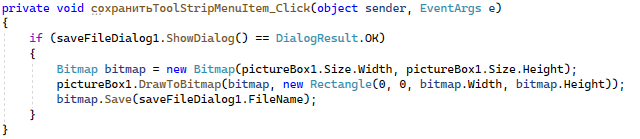 private void сохранитьToolStripMenuItem_Click(object sender, EventArgs e)
{
if (saveFileDialog1.ShowDialog() == DialogResult.OK)
{
Bitmap bitmap = new Bitmap(pictureBox1.Size.Width, pictureBox1.Size.Height);
pictureBox1.DrawToBitmap(bitmap, new Rectangle(0, 0, bitmap.Width, bitmap.Height));
bitmap.Save(saveFileDialog1.FileName);
}
}